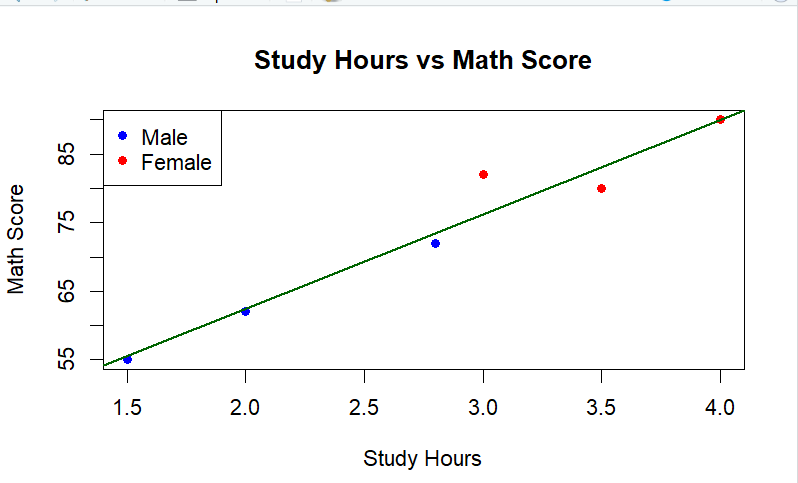 Study Hours vs Math Score
Male
Female
Math Score
85
75
65
55
1.5 2.0 2.5 3.0 3.5 4.0
Study Hours